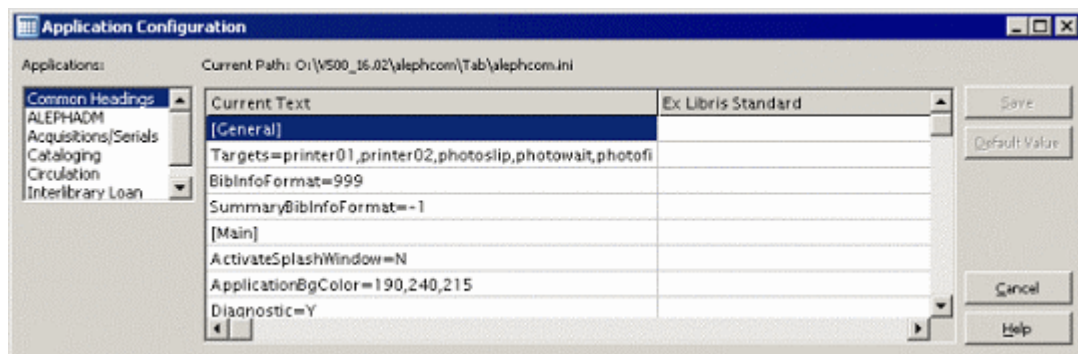 Application Configuration
Applications:
Current Path: O:\V500_16.02\alephcom\Tab\alephcom.ini
Common Headings
ALEPHADM
Acquisitions/Serials
Cataloging
Circulation
Interlibrary Loan
Current Text
Ex Libris Standard
[General]
Targets=printer01,printer02,photoslip,photowait,photofi
BibInfoFormat=999
SummaryBibInfoFormat=-1
[Main]
ActivateSplashWindow=N
ApplicationBgColor=190,240,215
Diagnostic=Y
Save
Default Value
Cancel
Help